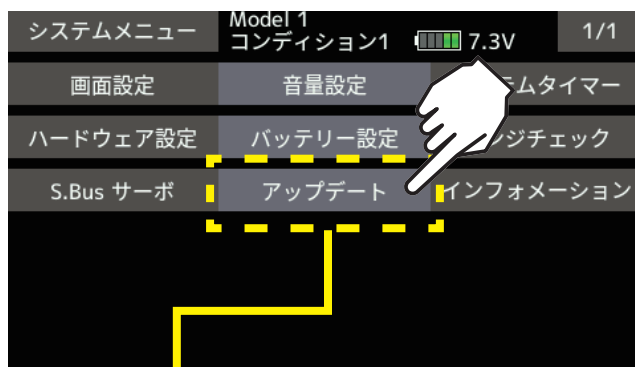 システムメニュー Model 1 1/1
コンディション1 7.3V
画面設定 音量設定 テムタイマー
ハードウェア設定 バッテリー設定 ンジチェック
S.Bus サーボ アップデート インフォメーション